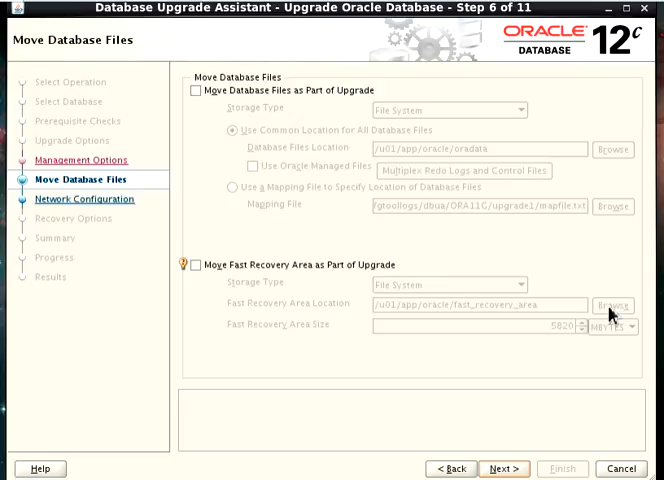 Database Upgrade Assistant - Upgrade Oracle Database - Step 6 of 11
Move Database Files
ORACLE
DATABASE
12c
Select Operation
Select Database
Prerequisite Checks
Upgrade Options
Management Options
Move Database Files
Network Configuration
Recovery Options
Summary
Progress
Results
Move Database Files
Move Database Files as Part of Upgrade
Storage Type File System
Use Common Location for All Database Files
Database Files Location /u01/app/oracle/oradata Browse
Use Oracle Managed Files Multiplex Redo Logs and Control Files
Use a Mapping File to Specify Location of Database Files
Mapping File fgtoollogs/dbua/ORA11G/upgrade1/mapfile.txt Browse
Move Fast Recovery Area as Part of Upgrade
Storage Type File System
Fast Recovery Area Location /u01/app/oracle/fast_recovery_area Browse
Fast Recovery Area Size 5820 MBYTES
Help < Back Next > Finish Cancel